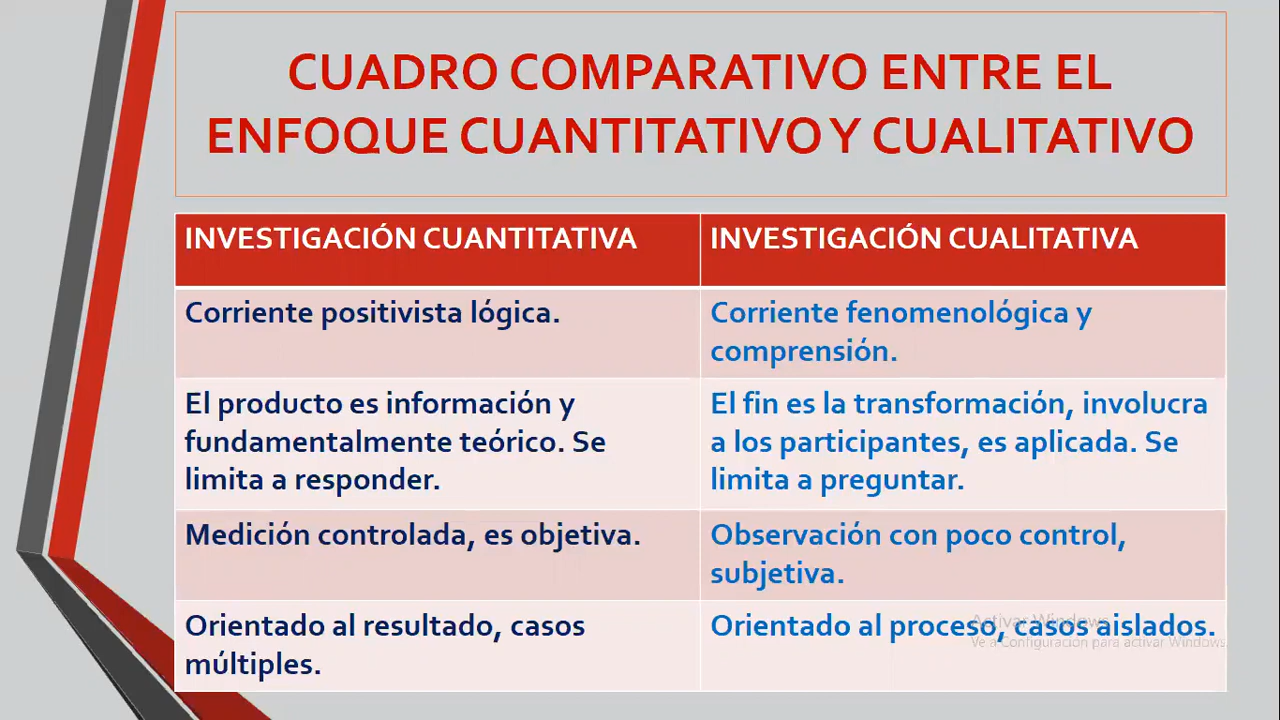 CUADRO COMPARATIVO ENTRE EL
ENFOQUE CUANTITATIVO Y CUALITATIVO
INVESTIGACIÓN CUANTITATIVA
INVESTIGACIÓN CUALITATIVA
Corriente positivista lógica.
Corriente fenomenológica y
comprensión.
El producto es información y
fundamentalmente teórico. Se
limita a responder.
El fin es la transformación, involucra
a los participantes, es aplicada. Se
limita a preguntar.
Medición controlada, es objetiva.
Observación con poco control,
subjetiva.
Orientado al resultado, casos
múltiples.
Orientado al proceso, casos aislados.
Activar Windows
Ve a Configuración para activar Windows.